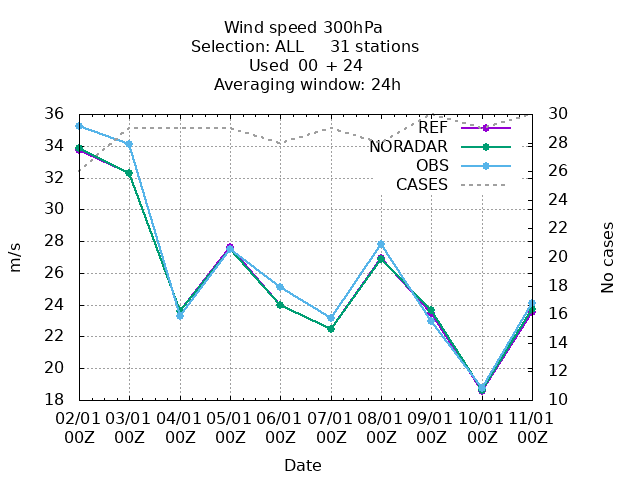 Wind speed 300hPa
Selection: ALL 31 stations
Used 00 + 24
Averaging window: 24h
36
34
32
30
28
26
24
22
20
18
m/s
30
28
26
24
22
20
18
16
14
12
10
No cases
REF
NORADAR
OBS
CASES
02/01 03/01 04/01 05/01 06/01 07/01 08/01 09/01 10/01 11/01
00Z 00Z 00Z 00Z 00Z 00Z 00Z 00Z 00Z 00Z
Date